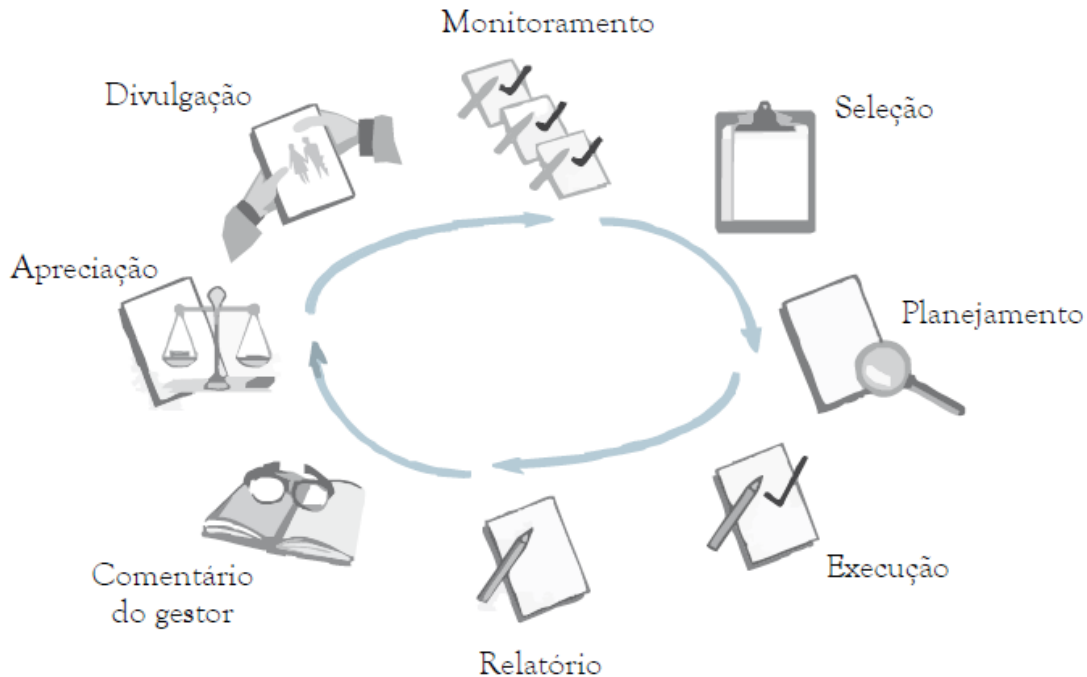 Monitoramento
Divulgação
Seleção
Apreciação
Planejamento
Execução
Comentário
do gestor
Relatório